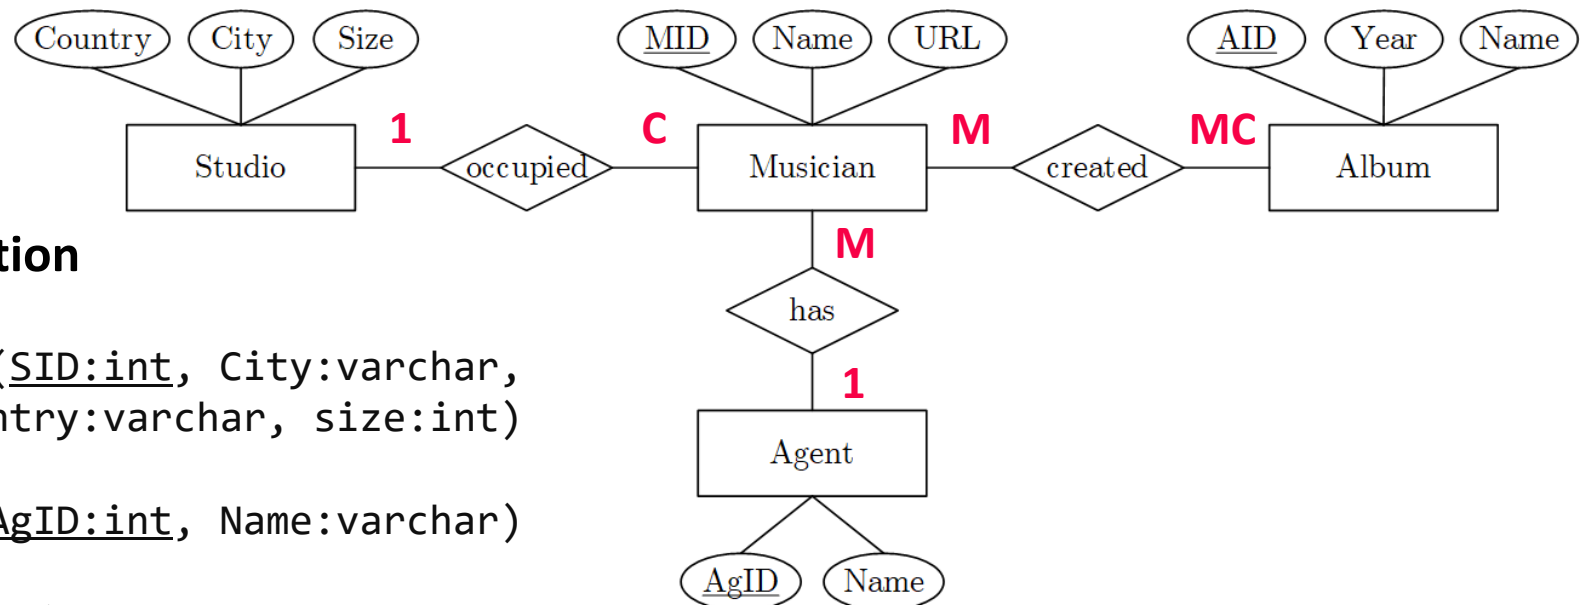 Country City Size MID Name URL AID Year Name
1 C M MC
Studio occupied Musician created Album
tion M
has
(SID:int, City:varchar,
1
ntry:varchar, size:int)
Agent
AgID:int, Name:varchar)
AgID Name